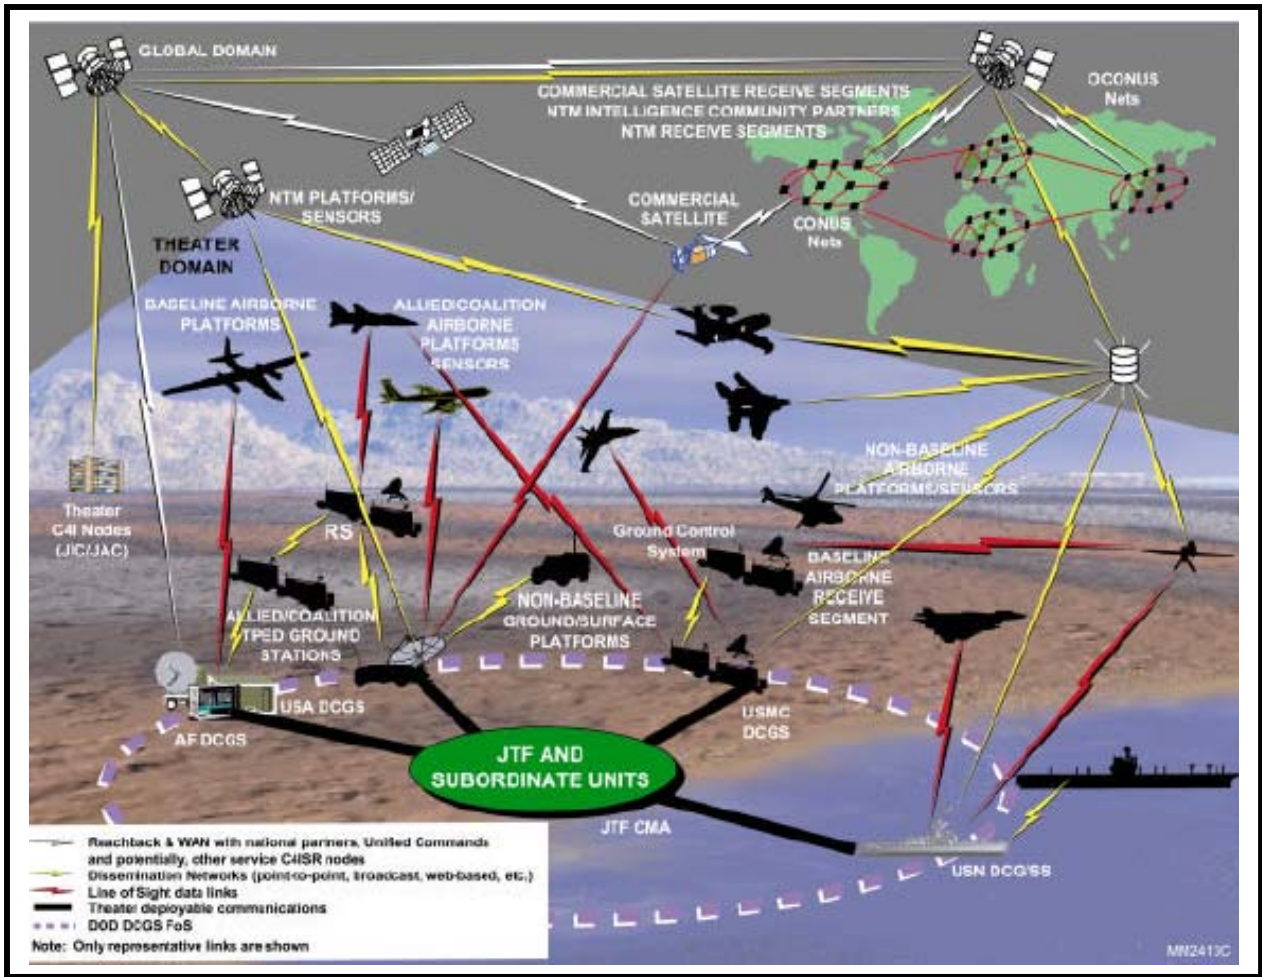 GLOBAL DOMAIN
COMMERCIAL SATELLITE RECEIVE SEGMENTS
NTM INTELLIGENCE COMMUNITY PARTNERS
NTM RECEIVE SEGMENTS
OCONUS
Nets
NTM PLATFORMS/
SENSORS
COMMERCIAL
SATELLITE
CONUS
Nets
THEATER
DOMAIN
BASELINE AIRBORNE
PLATFORMS
ALLIED/COALITION
AIRBORNE
PLATFORMS
SENSORS
NON-BASELINE
AIRBORNE
PLATFORMS/SENSORS
Theater
C4I Nodes
(JIC/JAC)
RS
Ground Control
System
BASELINE
AIRBORNE
RECEIVE
SEGMENT
ALLIED/COALITION
TPED GROUND
STATIONS
NON-BASELINE
GROUND/SURFACE
PLATFORMS
USA DCGS
AF DCGS
USMC
DCGS
JTF AND
SUBORDINATE UNITS
JTF CMA
USN DCG'SS
Reachback & WAN with national partners, Unified Commands
and potentially, other service C4ISR nodes
Dissemination Networks (point-to-point, broadcast, web-based, etc.)
Line of Sight data links
Theater deployable communications
DOD DCGS FoS
Note: Only representative links are shown
MM2413C